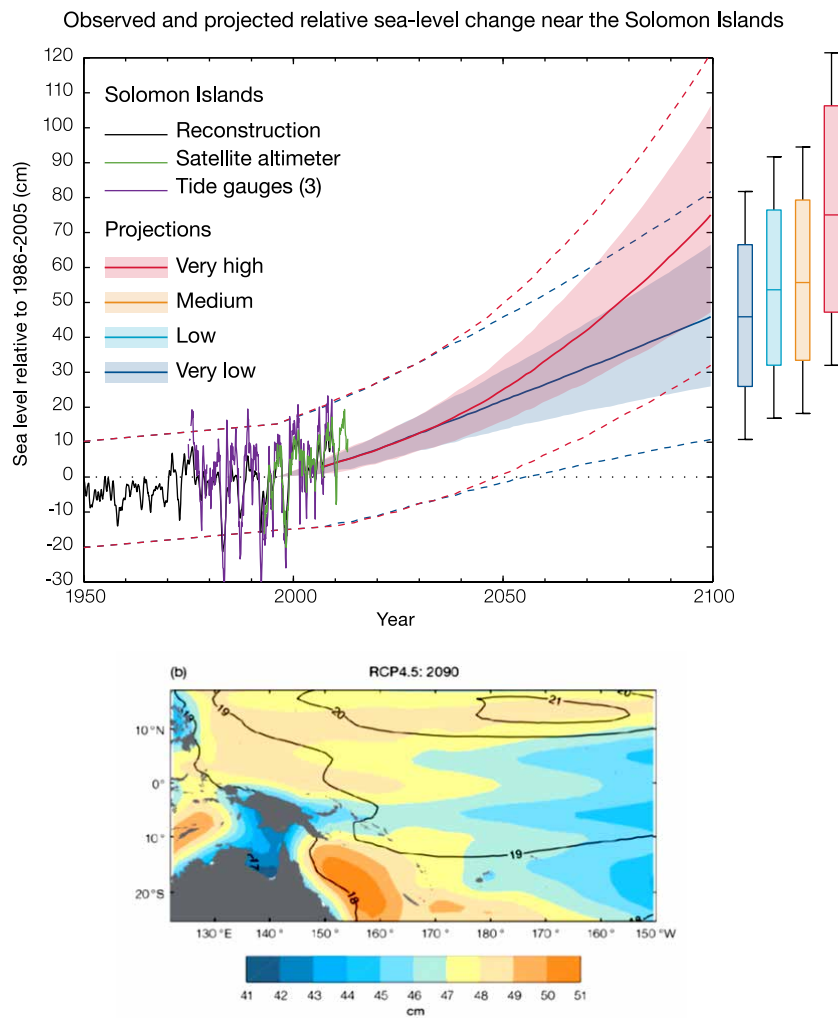 Observed and projected relative sea-level change near the Solomon Islands
Sea level relative to 1986-2005 (cm)
120
110
100
90
80
70
60
50
40
30
20
10
0
-10
-20
-30
Solomon Islands
Reconstruction
Satellite altimeter
Tide gauges (3)
Projections
Very high
Medium
Low
Very low
1950
2000
2050
2100
Year
(b)
RCP4.5: 2090
10°N
0°
10°
20°S
19
19
20
21
20
19
18
17
18
130°E
140°
150°
160°
170°
180°
170°
160°
150°W
41
42
43
44
45
46
47
48
49
50
51
cm